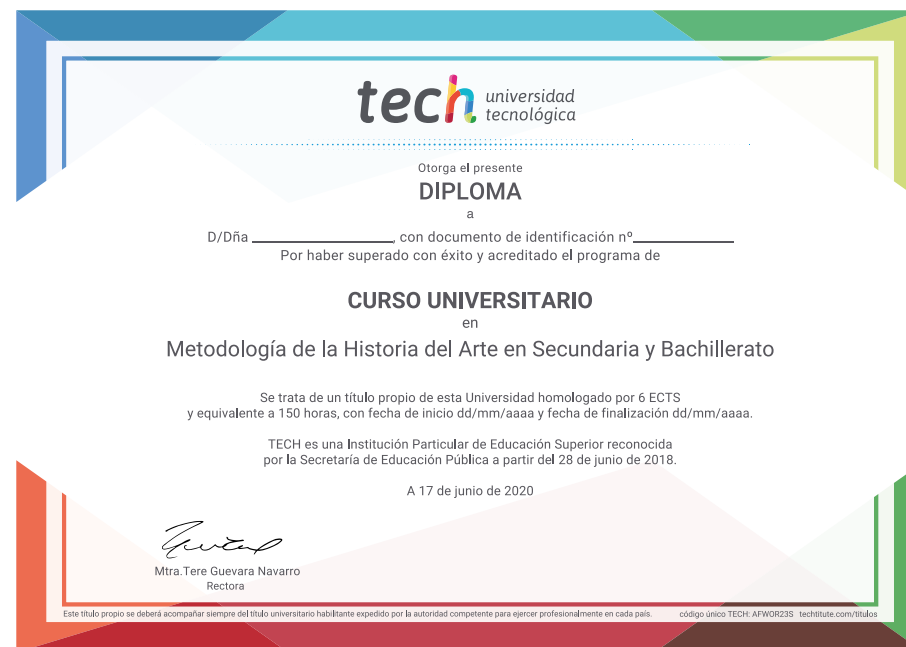 tech universidad
tecnológica
Otorga el presente
DIPLOMA
a
D/Dña ____________________, con documento de identificación nº______________
Por haber superado con éxito y acreditado el programa de
CURSO UNIVERSITARIO
en
Metodología de la Historia del Arte en Secundaria y Bachillerato
Se trata de un título propio de esta Universidad homologado por 6 ECTS
y equivalente a 150 horas, con fecha de inicio dd/mm/aaaa y fecha de finalización dd/mm/aaaa.
TECH es una Institución Particular de Educación Superior reconocida
por la Secretaría de Educación Pública a partir del 28 de junio de 2018.
A 17 de junio de 2020
Mtra.Tere Guevara Navarro
Rectora
Este título propio se deberá acompañar siempre del título universitario habilitante expedido por la autoridad competente para ejercer profesionalmente en cada país. código único TECH: AFWOR23S techtitute.com/titulos